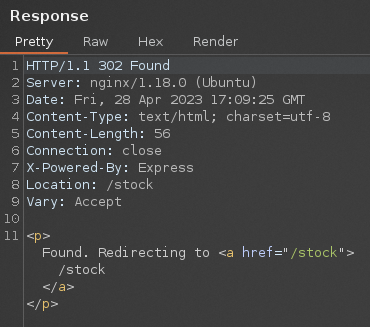 Response
Pretty Raw Hex Render
1 HTTP/1.1 302 Found
2 Server: nginx/1.18.0 (Ubuntu)
3 Date: Fri, 28 Apr 2023 17:09:25 GMT
4 Content-Type: text/html; charset=utf-8
5 Content-Length: 56
6 Connection: close
7 X-Powered-By: Express
8 Location: /stock
9 Vary: Accept
10
11 <p>
Found. Redirecting to <a href="/stock">
/stock
</a>
</p>